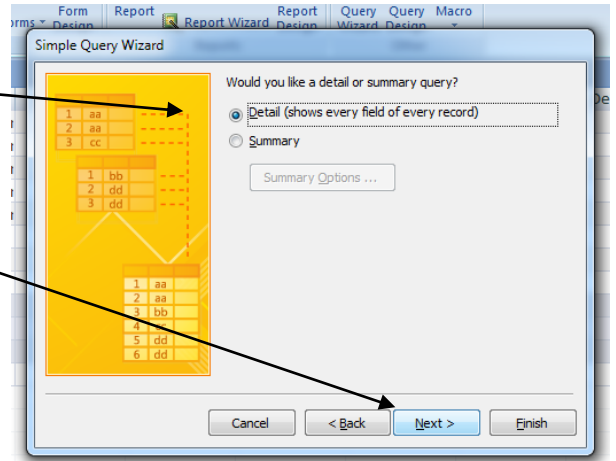 Form Report Report Query Query Macro
Design Report Wizard Design Wizard Design
Simple Query Wizard
Would you like a detail or summary query?
Detail (shows every field of every record)
Summary
Summary Options ...
1 aa
2 aa
3 cc
1 bb
2 dd
3 dd
1 aa
2 aa
3 bb
4 cc
5 dd
6 dd
Cancel < Back Next > Finish